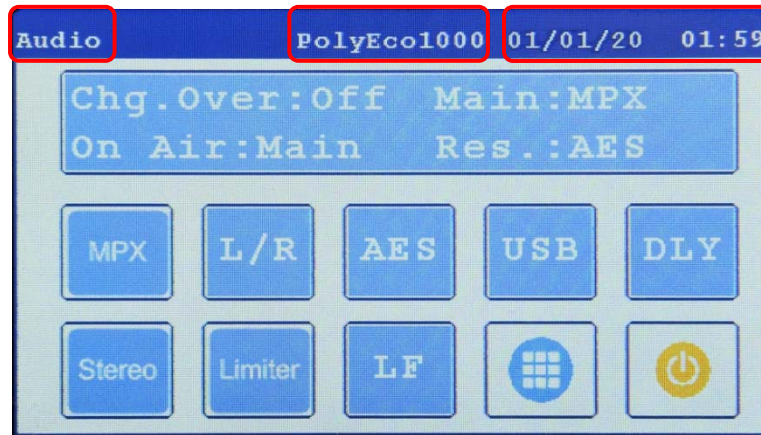 Audio PolyEco1000 01/01/20 01:59
Chg.Over:Off Main:MPX
On Air:Main Res.:AES
MPX L/R AES USB DLY
Stereo Limiter LF